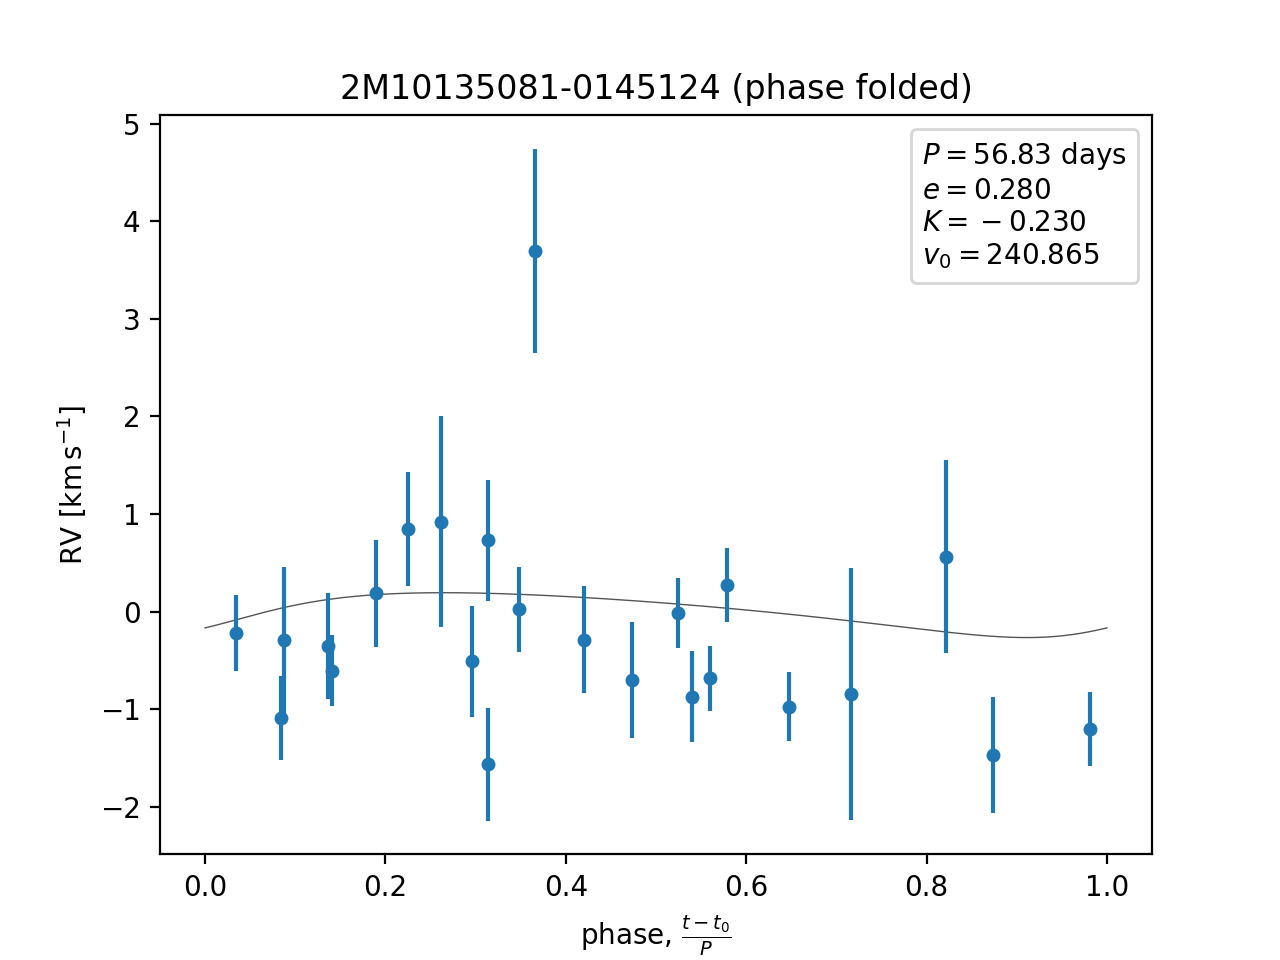 2M10135081-0145124 (phase folded)
P = 56.83 days
e = 0.280
K = −0.230
v₀ = 240.865
5
4
3
2
1
0
−1
−2
RV [km s⁻¹]
0.0 0.2 0.4 0.6 0.8 1.0
phase, (t − t₀)/P